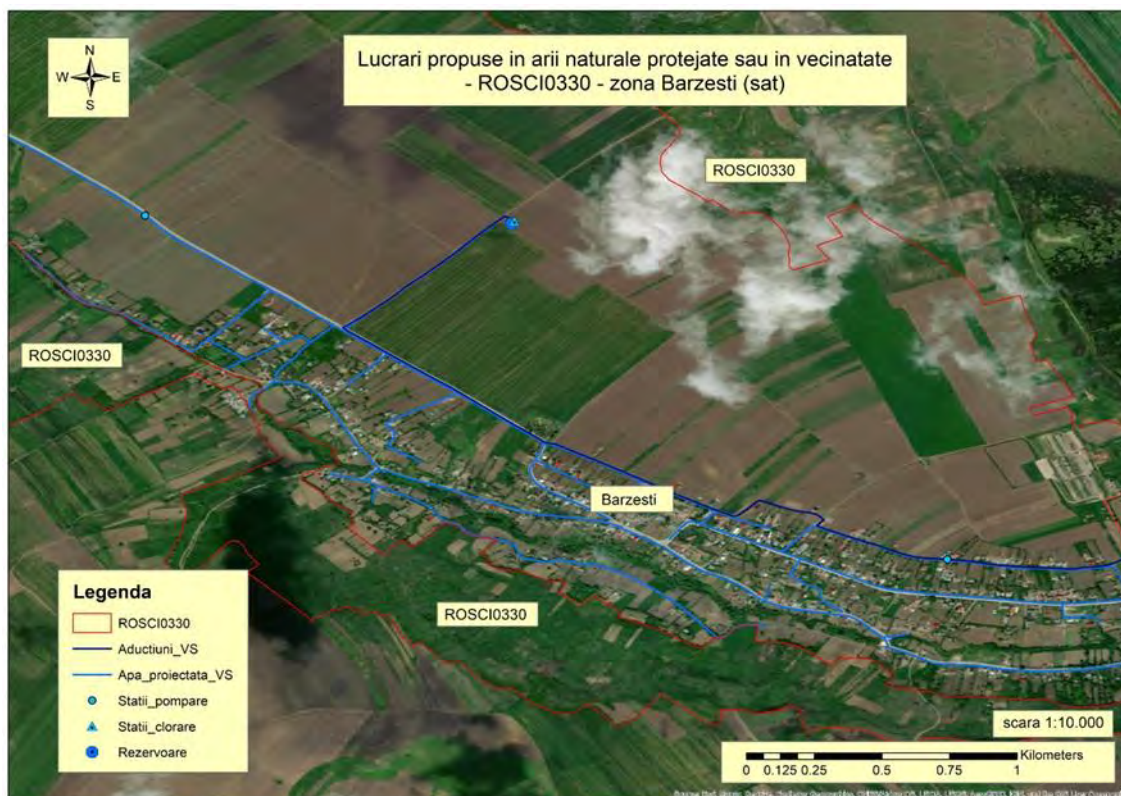 N
W E
S
Lucrari propuse in arii naturale protejate sau in vecinatate
- ROSCI0330 - zona Barzesti (sat)
ROSCI0330
ROSCI0330
Barzesti
ROSCI0330
Legenda
ROSCI0330
Aductiuni_VS
Apa_proiectata_VS
Statii_pompare
Statii_clorare
Rezervoare
scara 1:10.000
Kilometers
0 0.125 0.25 0.5 0.75 1